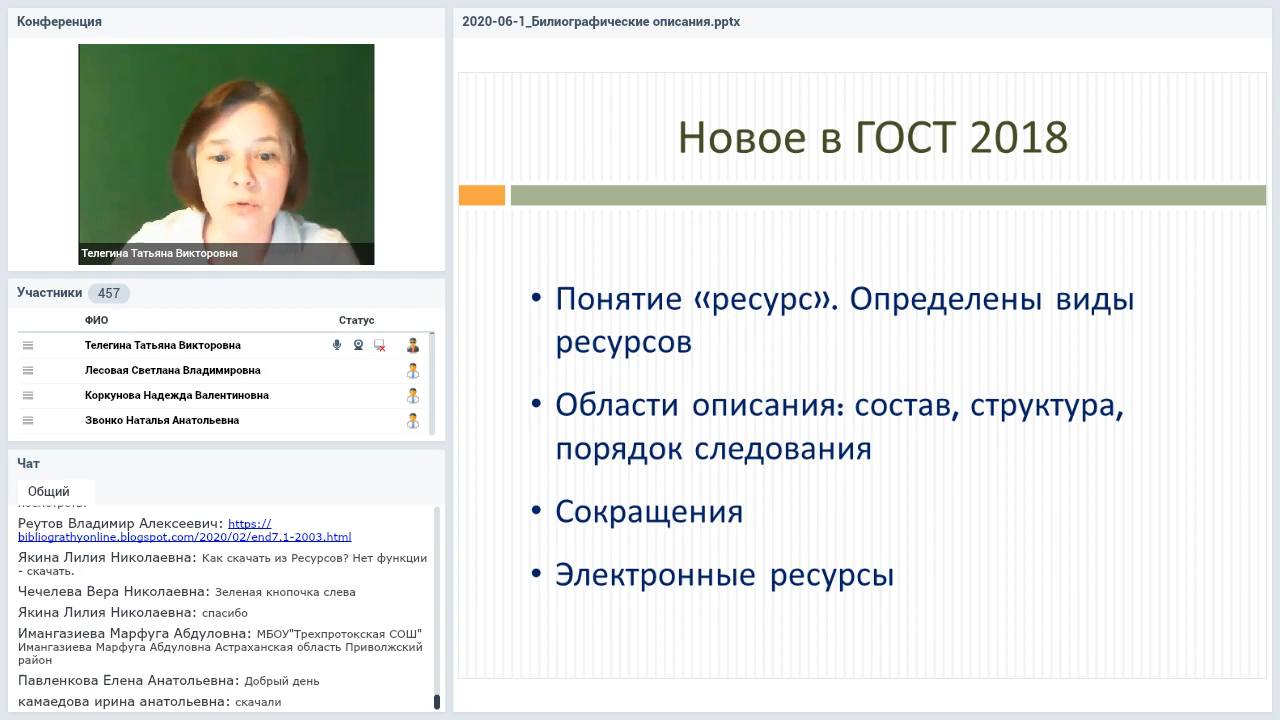 Конференция
Телегина Татьяна Викторовна
Участники 457
ФИО Статус
Телегина Татьяна Викторовна
Лесовая Светлана Владимировна
Коркунова Надежда Валентиновна
Звонко Наталья Анатольевна
Чат
Общий
Реутов Владимир Алексеевич: https://
bibliograthyonline.blogspot.com/2020/02/end7.1-2003.html
Якина Лилия Николаевна: Как скачать из Ресурсов? Нет функции
- скачать.
Чечелева Вера Николаевна: Зеленая кнопочка слева
Якина Лилия Николаевна: спасибо
Имангазиева Марфуга Абдуловна: МБОУ"Трехпротокская СОШ"
Имангазиева Марфуга Абдуловна Астраханская область Приволжский
район
Павленкова Елена Анатольевна: Добрый день
камаедова ирина анатольевна: скачали
2020-06-1_Билиографические описания.pptx
Новое в ГОСТ 2018
• Понятие «ресурс». Определены виды
ресурсов
• Области описания: состав, структура,
порядок следования
• Сокращения
• Электронные ресурсы